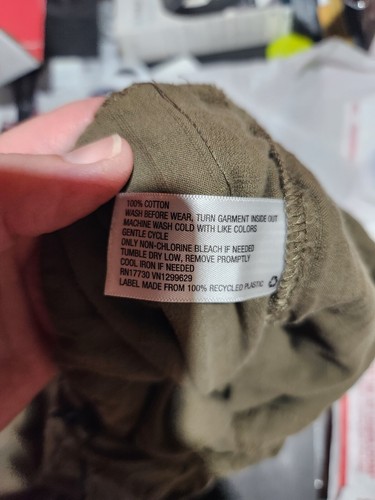 100% COTTON
WASH BEFORE WEAR, TURN GARMENT INSIDE OUT
MACHINE WASH COLD WITH LIKE COLORS
GENTLE CYCLE
ONLY NON-CHLORINE BLEACH IF NEEDED
TUMBLE DRY LOW, REMOVE PROMPTLY
COOL IRON IF NEEDED
RN17730 VN1299629
LABEL MADE FROM 100% RECYCLED PLASTIC